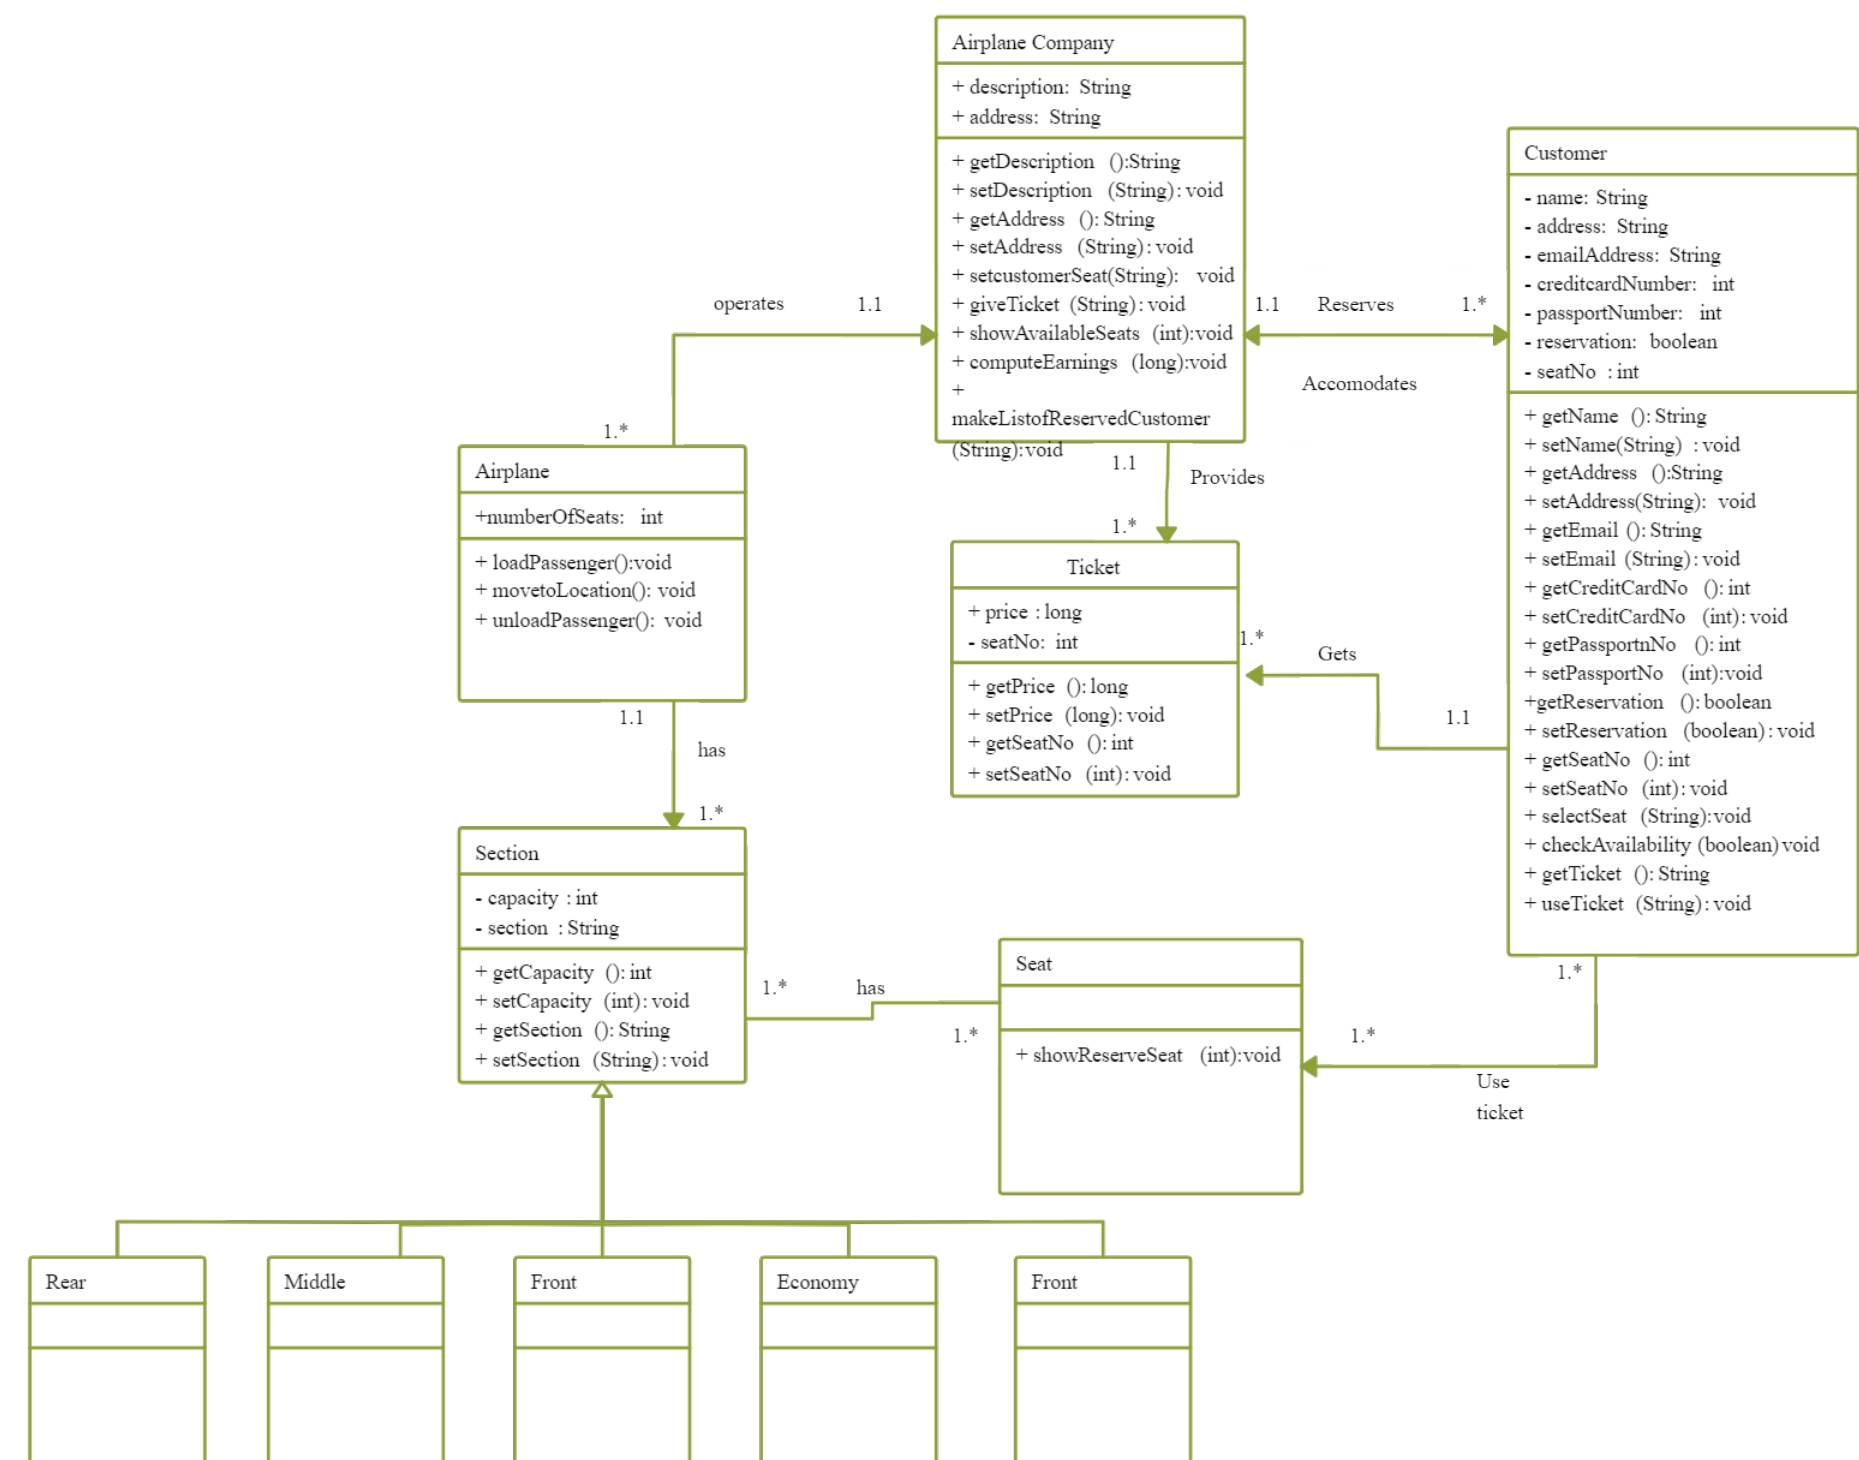 Airplane Company
+ description: String
+ address: String
+ getDescription ():String
+ setDescription (String): void
+ getAddress (): String
+ setAddress (String): void
+ setcustomerSeat(String): void
+ giveTicket (String): void
+ showAvailableSeats (int):void
+ computeEarnings (long):void
+
makeListofReservedCustomer
(String):void
Customer
- name: String
- address: String
- emailAddress: String
- creditcardNumber: int
- passportNumber: int
- reservation: boolean
- seatNo : int
+ getName (): String
+ setName(String) : void
+ getAddress ():String
+ setAddress(String): void
+ getEmail (): String
+ setEmail (String): void
+ getCreditCardNo (): int
+ setCreditCardNo (int): void
+ getPassportnNo (): int
+ setPassportNo (int):void
+getReservation (): boolean
+ setReservation (boolean): void
+ getSeatNo (): int
+ setSeatNo (int): void
+ selectSeat (String):void
+ checkAvailability (boolean) void
+ getTicket (): String
+ useTicket (String): void
operates 1.1
1.*
1.1 Reserves 1.*
Accomodates
Airplane
+numberOfSeats: int
+ loadPassenger():void
+ movetoLocation(): void
+ unloadPassenger(): void
1.1
Provides
1.*
Ticket
+ price : long
- seatNo: int
+ getPrice (): long
+ setPrice (long): void
+ getSeatNo (): int
+ setSeatNo (int): void
1.*
Gets
1.1
1.1
has
1.*
Section
- capacity : int
- section : String
+ getCapacity (): int
+ setCapacity (int): void
+ getSection (): String
+ setSection (String): void
1.* has
1.*
Seat
+ showReserveSeat (int):void
1.*
1.*
Use
ticket
Rear
Middle
Front
Economy
Front